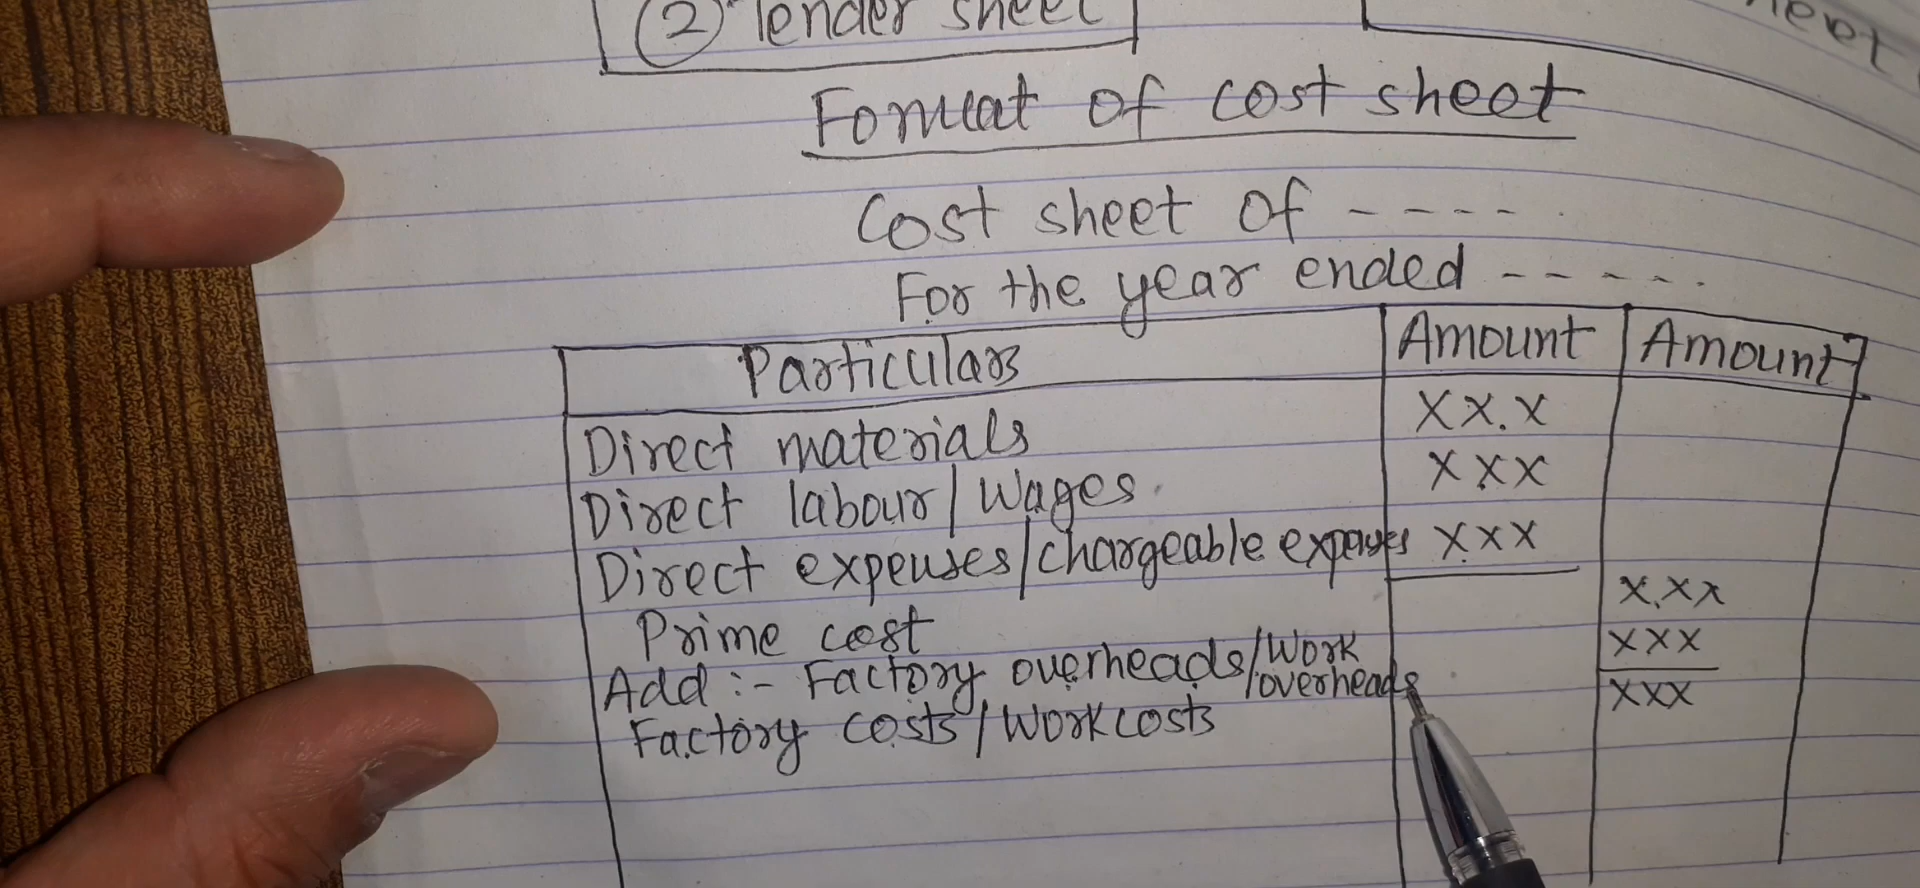 ② Tender sheet
heet
Format of cost sheet
Cost sheet of - - - -
For the year ended - - - - -
Particulars Amount Amount
Direct materials XX.X
Direct labour/Wages. XXX
Direct expenses/chargeable expenses XXX
Prime cost X.XX
Add :- Factory overheads/Work overheads XXX
Factory costs/Work costs XXX